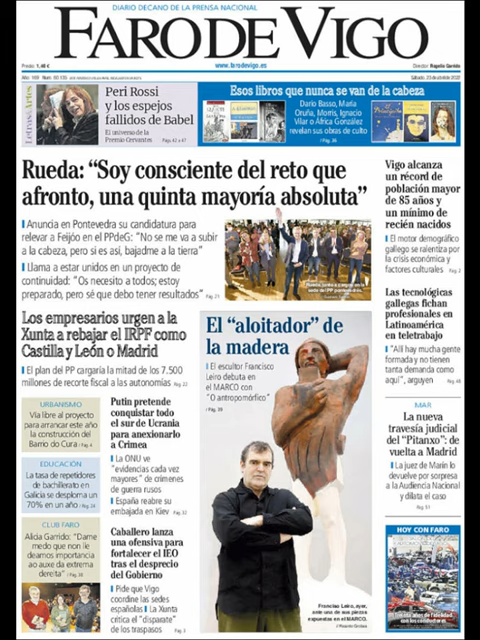 DIARIO DECANO DE LA PRENSA NACIONAL
FARO DE VIGO
Precio: 1,40 €
www.farodevigo.es
Director: Rogelio Garrido
Letras&Artes
Peri Rossi
y los espejos
fallidos de Babel
El universo de la
Premio Cervantes
Esos libros que nunca se van de la cabeza
Darío Basso, María
Oruña, Morris, Ignacio
Vilar o África González
revelan sus obras de culto
Rueda: “Soy consciente del reto que
afronto, una quinta mayoría absoluta”
Anuncia en Pontevedra su candidatura para
relevar a Feijóo en el PPdeG: “No se me va a subir
a la cabeza, pero si es así, bajadme a la tierra”
Llama a estar unidos en un proyecto de
continuidad: “Os necesito a todos; estoy
preparado, pero sé que debo tener resultados”
Vigo alcanza
un récord de
población mayor
de 85 años y
un mínimo de
recién nacidos
El motor demográfico
gallego se ralentiza por
la crisis económica y
factores culturales
Las tecnológicas
gallegas fichan
profesionales en
Latinoamérica
en teletrabajo
“Allí hay mucha gente
formada y no tienen
tanta demanda como
aquí”, arguyen
Los empresarios urgen a la
Xunta a rebajar el IRPF como
Castilla y León o Madrid
El plan del PP cargaría la mitad de los 7.500
millones de recorte fiscal a las autonomías
El “aloitador” de
la madera
El escultor Francisco
Leiro debuta
en el MARCO con
“O antropomórfico”
URBANISMO
Vía libre al proyecto
para arrancar este año
la construcción del
Barrio do Cura
EDUCACIÓN
La tasa de repetidores
de bachillerato en
Galicia se desploma un
70% en un año
CLUB FARO
Alicia Garrido: “Dame
medo que non le
deamos importancia
ao auxe da extrema
dereita”
Putin pretende
conquistar todo
el sur de Ucrania
para anexionarlo
a Crimea
La ONU ve
“evidencias cada vez
mayores” de crímenes
de guerra rusos
España reabre su
embajada en Kiev
Caballero lanza
una ofensiva para
fortalecer el IEO
tras el desprecio
del Gobierno
Pide que Vigo
coordine las sedes
españolas
La Xunta
critica el “disparate”
de los traspasos
Francisco Leiro, ayer,
ante una de sus piezas
expuestas en el MARCO.
MAR
La nueva
travesía judicial
del “Pitanxo”: de
vuelta a Madrid
La juez de Marín lo
devuelve por sorpresa
a la Audiencia Nacional
y dilata el caso
HOY CON FARO